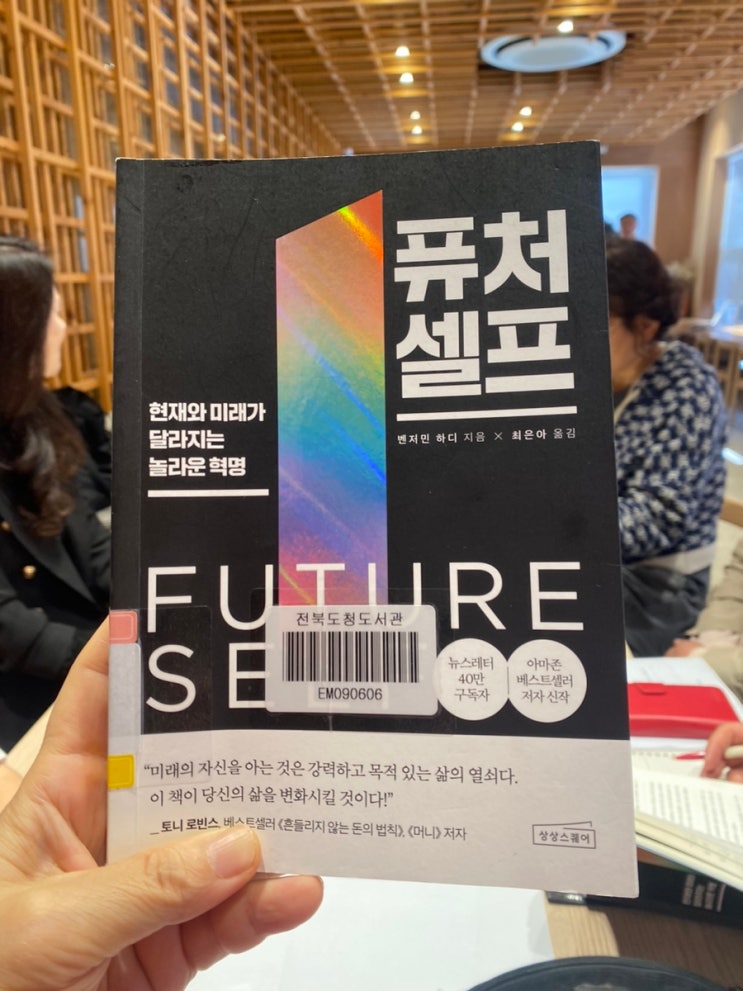 퓨처
셀프
벤저민 하디 지음 × 최은아 옮김
현재와 미래가
달라지는
놀라운 혁명
FUTURE
SE
전북도청도서관
EM090606
뉴스레터
40만
구독자
아마존
베스트셀러
저자 신작
“미래의 자신을 아는 것은 강력하고 목적 있는 삶의 열쇠다.
이 책이 당신의 삶을 변화시킬 것이다!”
_토니 로빈스, 베스트셀러 《흔들리지 않는 돈의 법칙》, 《머니》 저자
상상스퀘어